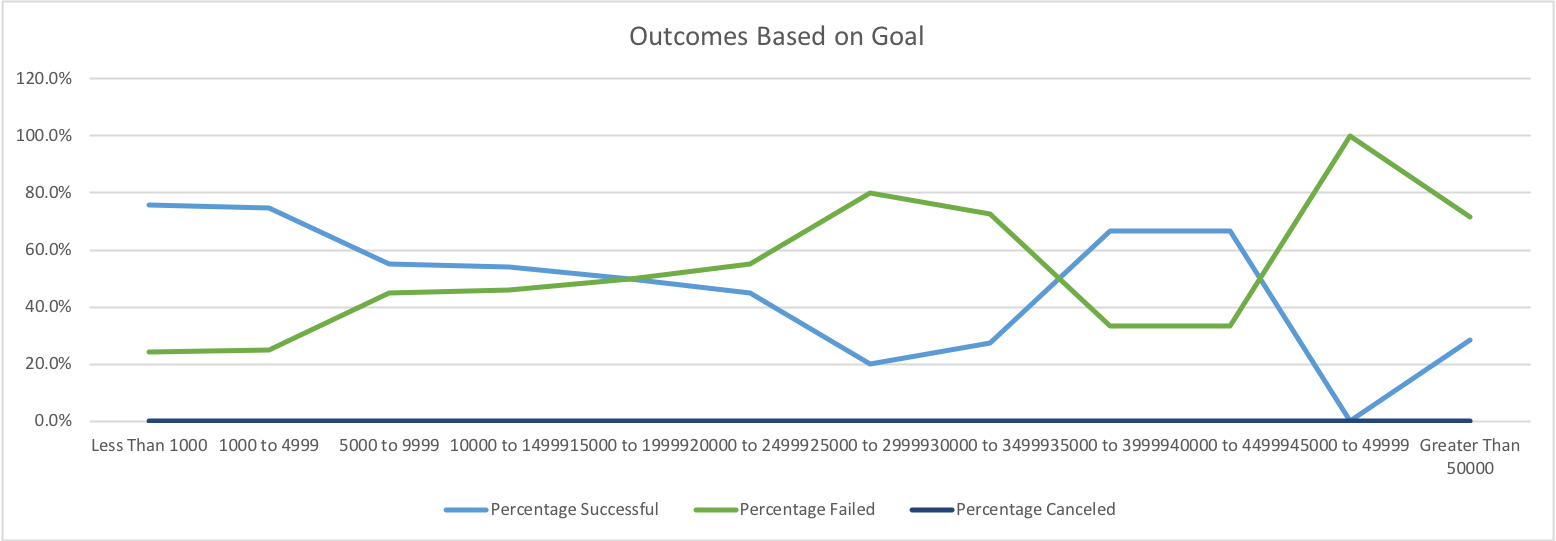 Outcomes Based on Goal
120.0%
100.0%
80.0%
60.0%
40.0%
20.0%
0.0%
Less Than 1000 1000 to 4999 5000 to 9999 10000 to 14999 15000 to 19999 20000 to 24999 25000 to 29999 30000 to 34999 35000 to 39999 40000 to 44999 45000 to 49999 Greater Than
50000
Percentage Successful Percentage Failed Percentage Canceled